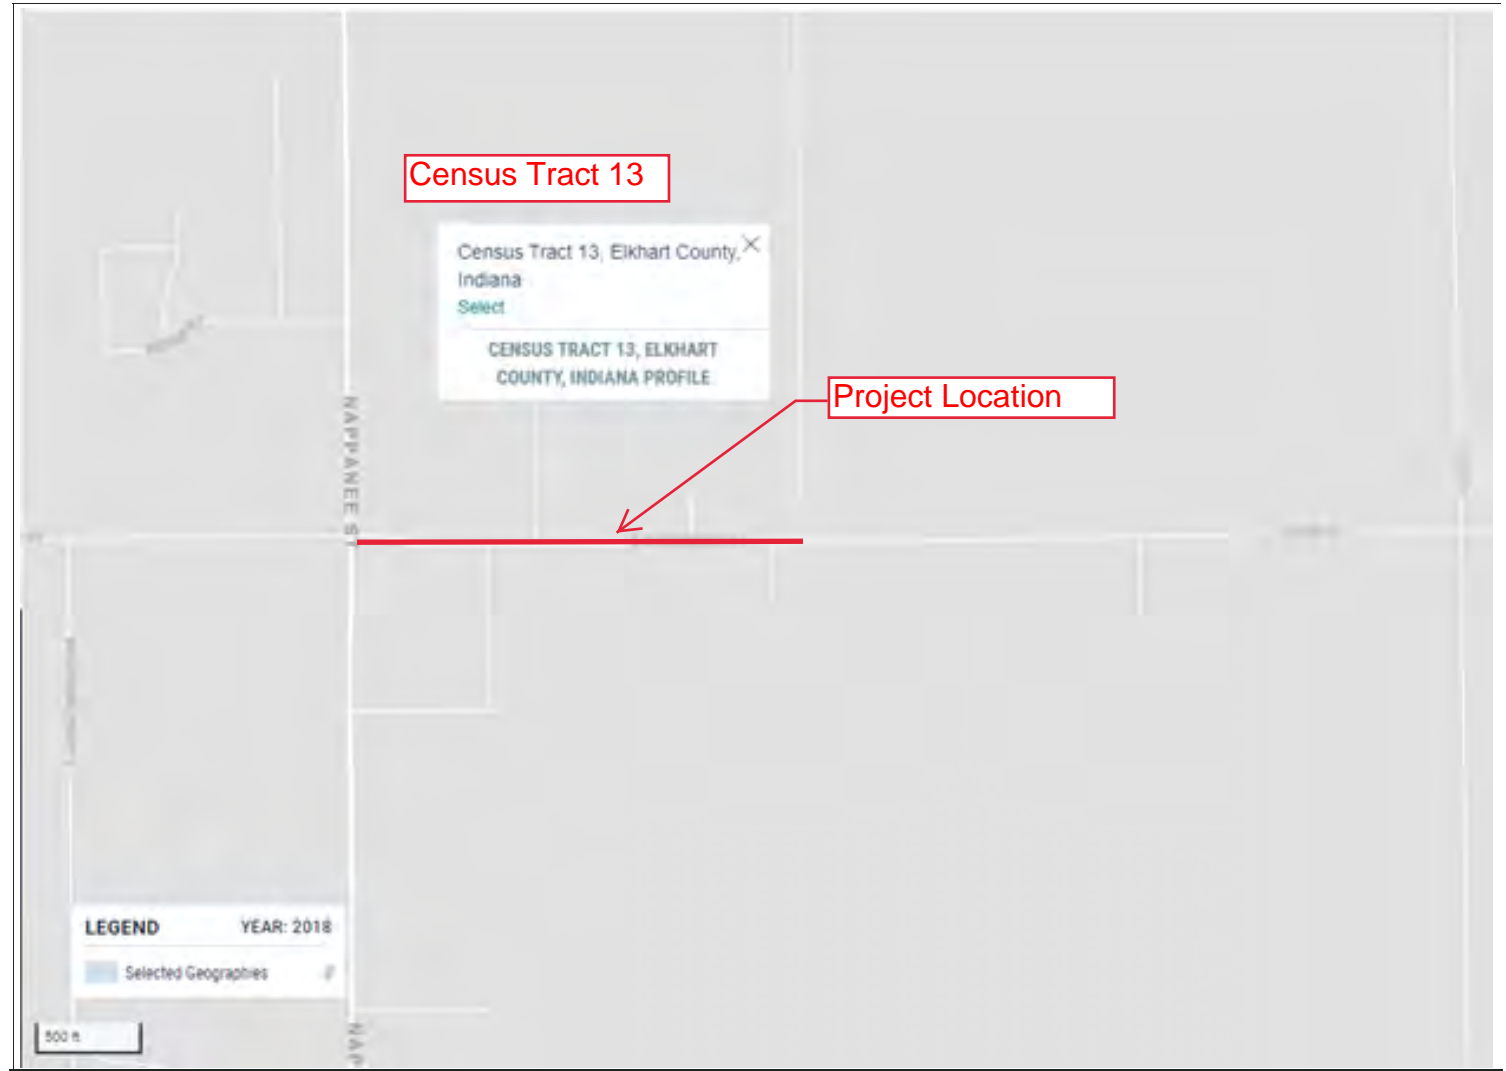 Census Tract 13
Census Tract 13, Elkhart County,
Indiana
Select
CENSUS TRACT 13, ELKHART
COUNTY, INDIANA PROFILE
Project Location
NAPPANEE ST
LEGEND YEAR: 2018
Selected Geographies
500 ft
NAP